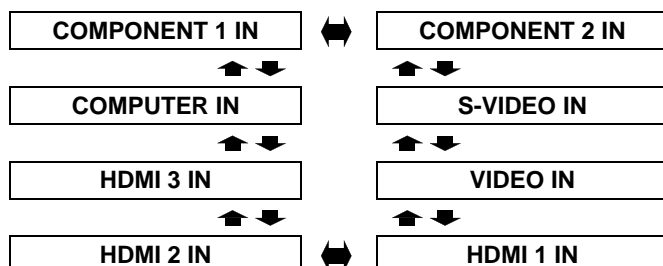 COMPONENT 1 IN
COMPONENT 2 IN
COMPUTER IN
S-VIDEO IN
HDMI 3 IN
VIDEO IN
HDMI 2 IN
HDMI 1 IN